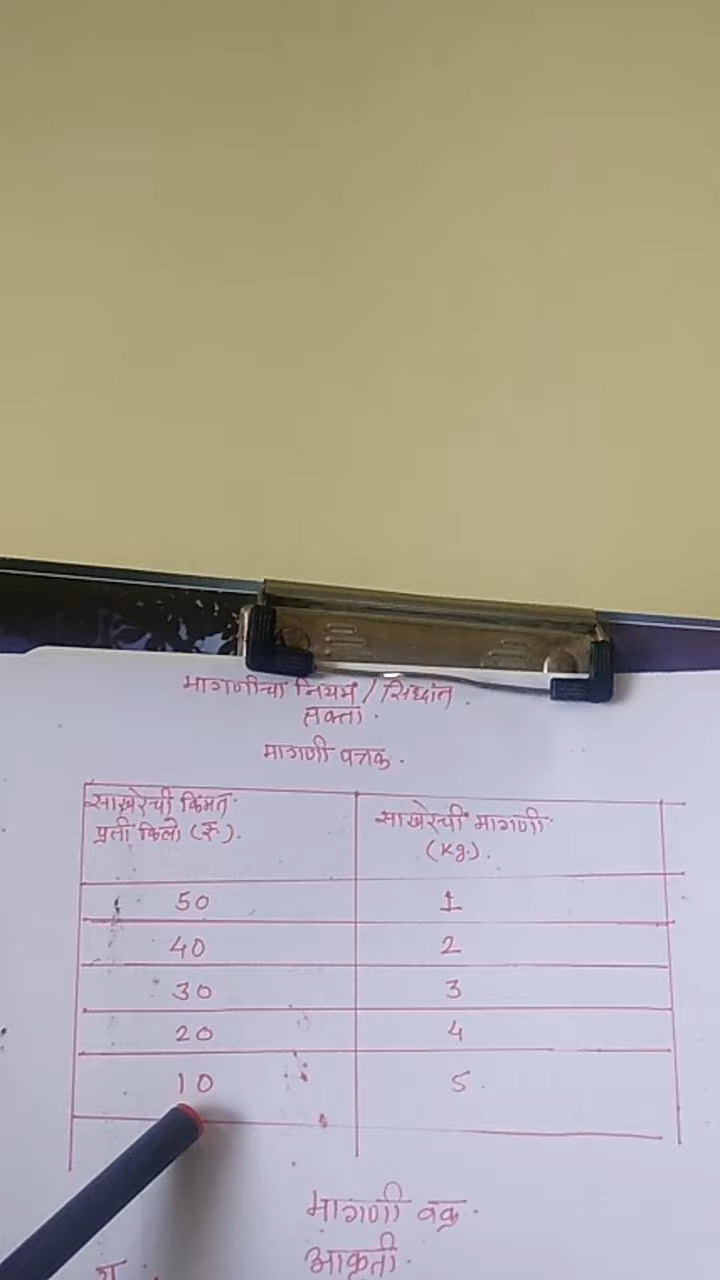 मागणीचा नियम / सिध्दांत.
तक्ता.
मागणी पत्रक.
साखरेची किंमत प्रती किलो (₹).
साखरेची मागणी (Kg.).
50 1
40 2
30 3
20 4
10 5.
मागणी वक्र.
आकृती.
य